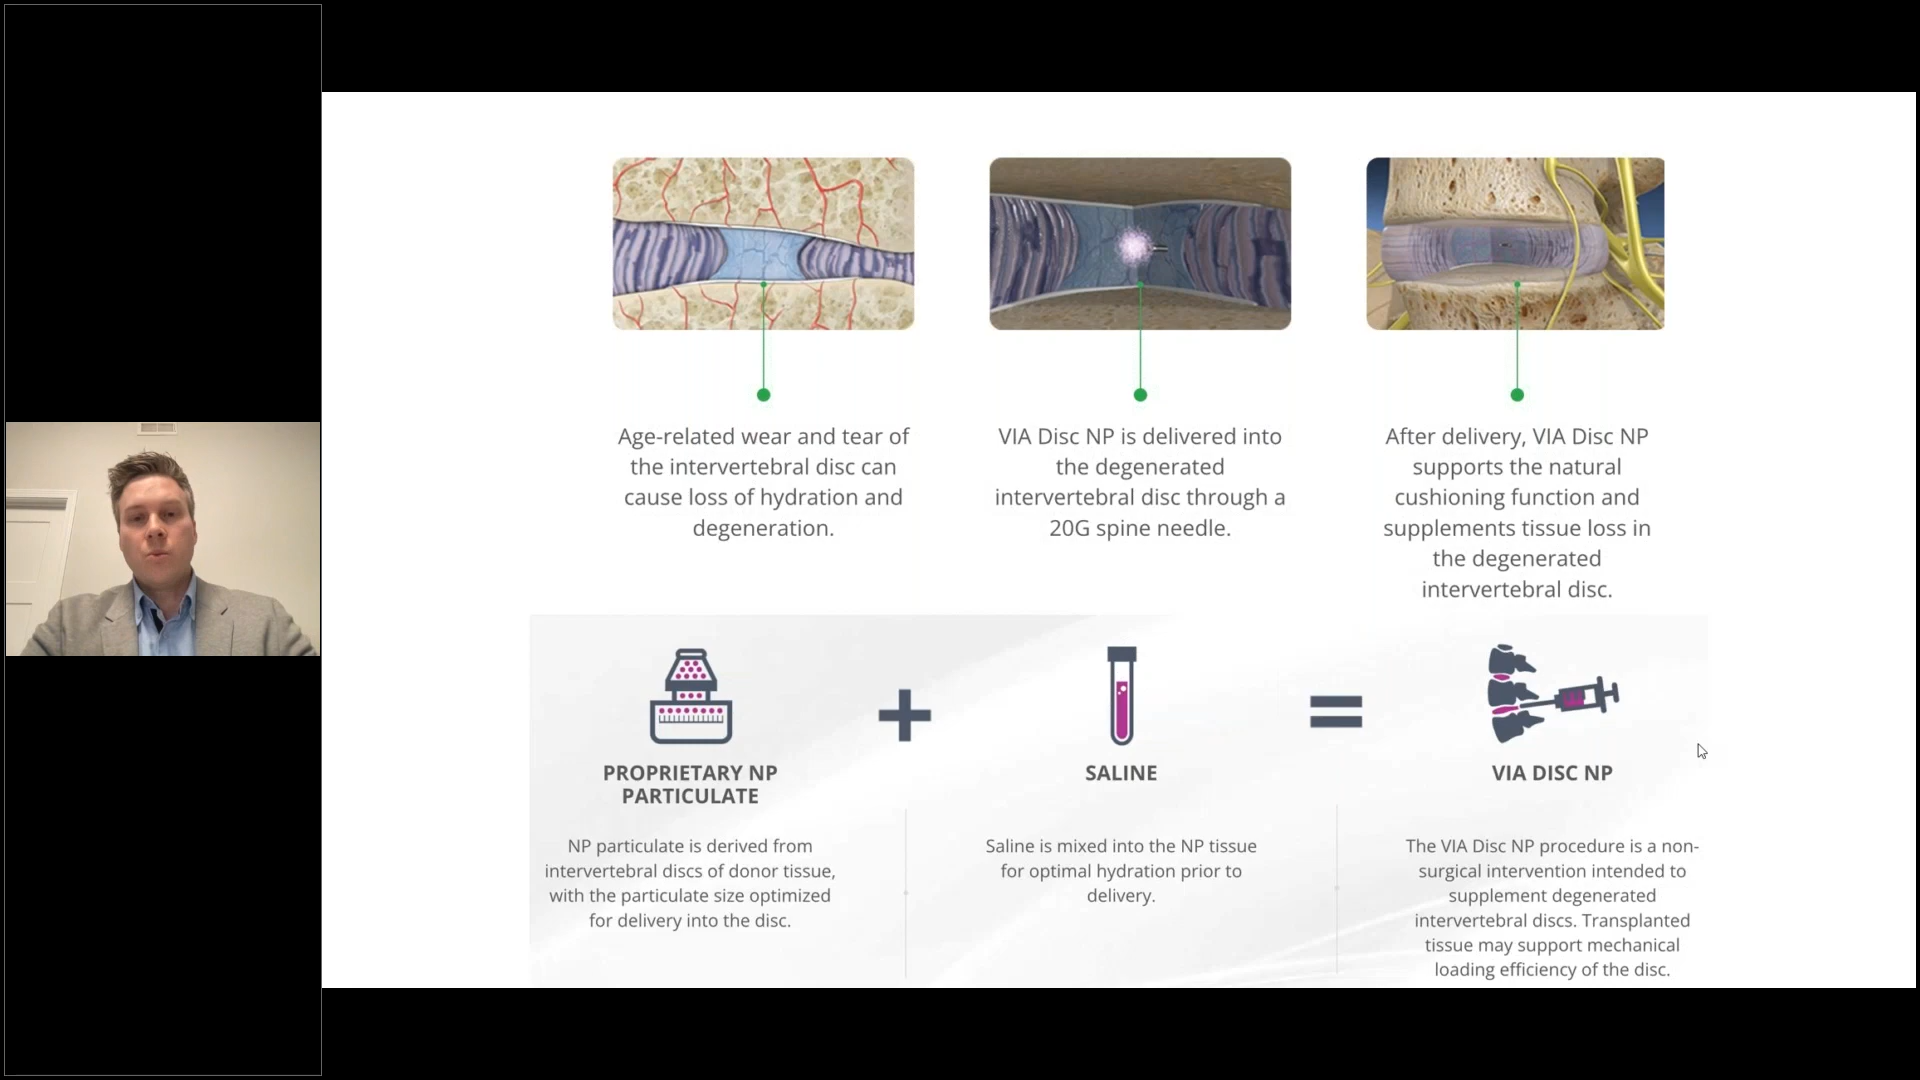 Age-related wear and tear of
the intervertebral disc can
cause loss of hydration and
degeneration.
VIA Disc NP is delivered into
the degenerated
intervertebral disc through a
20G spine needle.
After delivery, VIA Disc NP
supports the natural
cushioning function and
supplements tissue loss in
the degenerated
intervertebral disc.
PROPRIETARY NP
PARTICULATE
NP particulate is derived from
intervertebral discs of donor tissue,
with the particulate size optimized
for delivery into the disc.
SALINE
Saline is mixed into the NP tissue
for optimal hydration prior to
delivery.
VIA DISC NP
The VIA Disc NP procedure is a non-
surgical intervention intended to
supplement degenerated
intervertebral discs. Transplanted
tissue may support mechanical
loading efficiency of the disc.